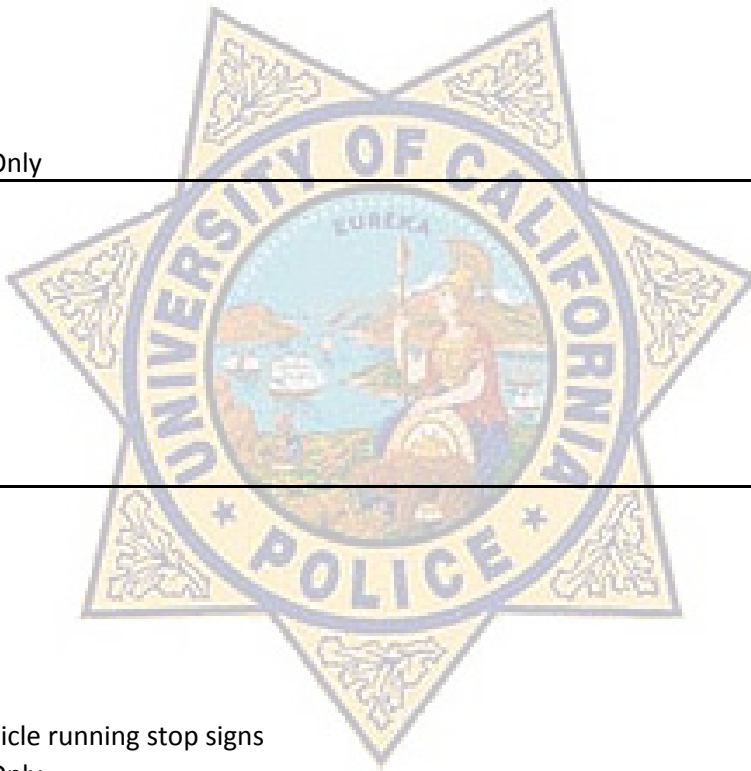 Only
UNIVERSITY OF CALIFORNIA
EUREKA
POLICE
icle running stop signs
Only